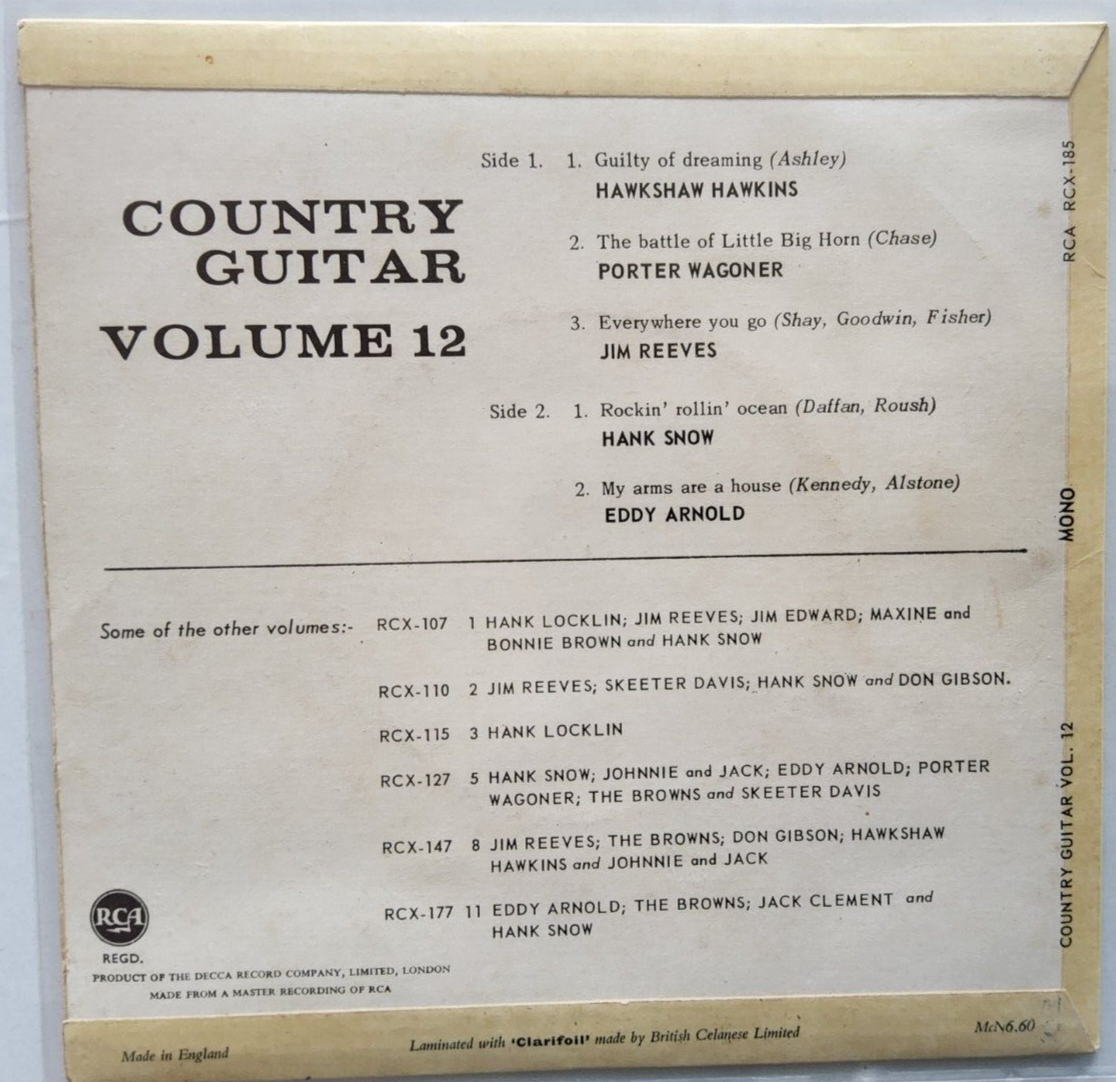 COUNTRY
GUITAR
VOLUME 12
Side 1. 1. Guilty of dreaming (Ashley)
HAWKSHAW HAWKINS
2. The battle of Little Big Horn (Chase)
PORTER WAGONER
3. Everywhere you go (Shay, Goodwin, Fisher)
JIM REEVES
Side 2. 1. Rockin' rollin' ocean (Daffan, Roush)
HANK SNOW
2. My arms are a house (Kennedy, Alstone)
EDDY ARNOLD
Some of the other volumes:- RCX-107 1 HANK LOCKLIN; JIM REEVES; JIM EDWARD; MAXINE and
BONNIE BROWN and HANK SNOW
RCX-110 2 JIM REEVES; SKEETER DAVIS; HANK SNOW and DON GIBSON.
RCX-115 3 HANK LOCKLIN
RCX-127 5 HANK SNOW; JOHNNIE and JACK; EDDY ARNOLD; PORTER
WAGONER; THE BROWNS and SKEETER DAVIS
RCX-147 8 JIM REEVES; THE BROWNS; DON GIBSON; HAWKSHAW
HAWKINS and JOHNNIE and JACK
RCX-177 11 EDDY ARNOLD; THE BROWNS; JACK CLEMENT and
HANK SNOW
RCA
REGD.
PRODUCT OF THE DECCA RECORD COMPANY, LIMITED, LONDON
MADE FROM A MASTER RECORDING OF RCA
Made in England
Laminated with 'Clarifoil' made by British Celanese Limited
McN6.60
RCA RCX-185
MONO
COUNTRY GUITAR VOL. 12